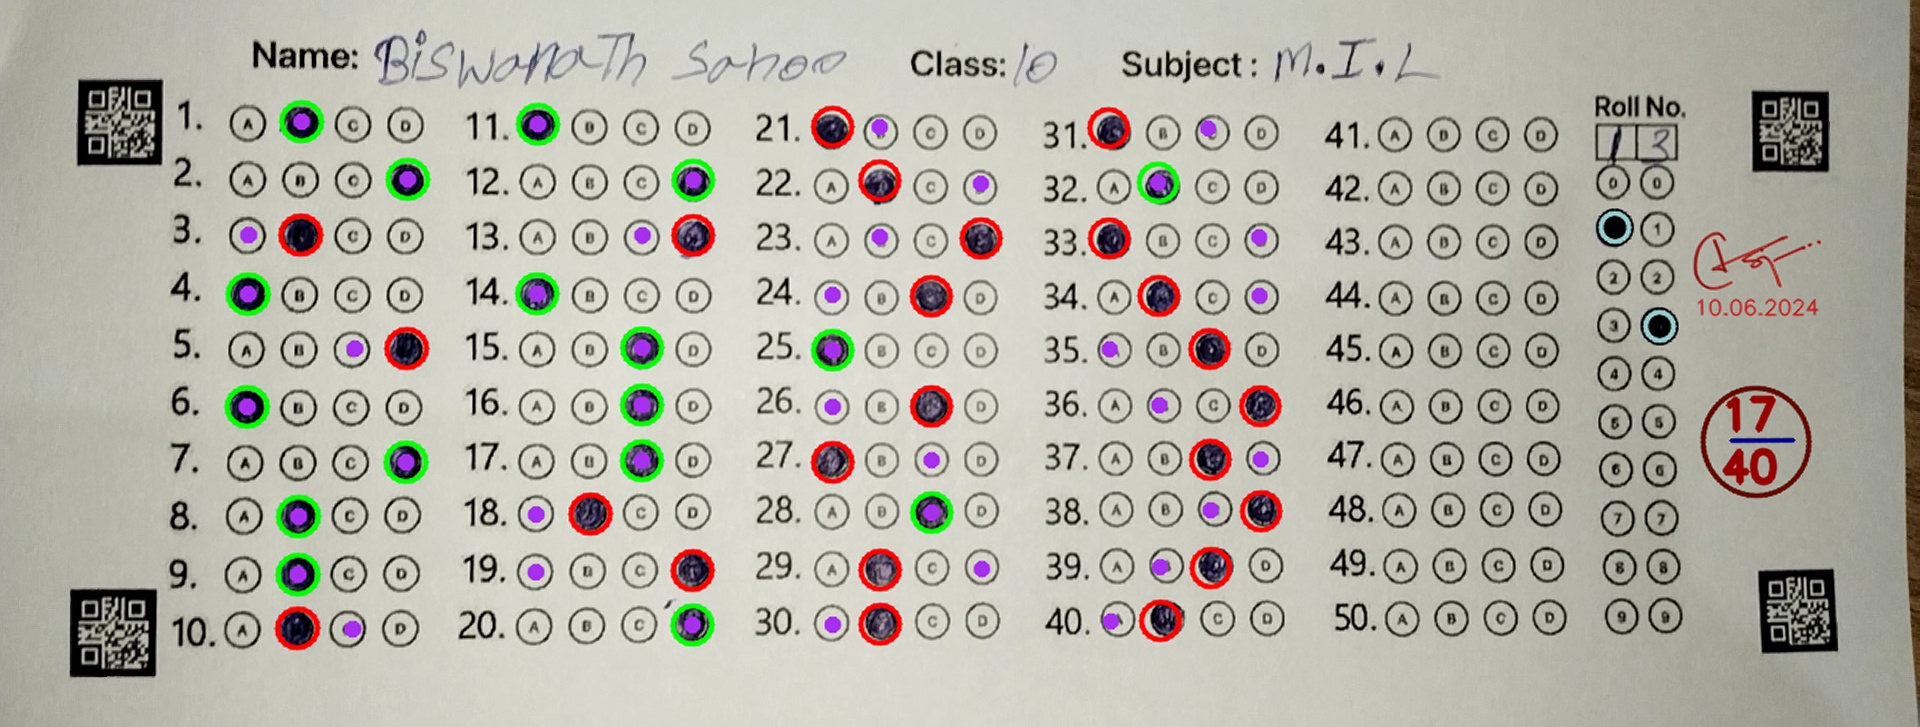 Name: Biswanath Sahoo Class: 10 Subject: M.I.L
Roll No.
1 3
1. A C D 11. B C D 21. C D 31. B D 41. A B C D
0 0
2. A B C 12. A B C 22. A C 32. A C D 42. A B C D
1
3. C D 13. A B 23. A C 33. B C 43. A B C D
2 2
4. B C D 14. B C D 24. B D 34. A C 44. A B C D
10.06.2024
3
5. A B 15. A B D 25. B C D 35. B D 45. A B C D
4 4
6. B C D 16. A B D 26. B D 36. A C 46. A B C D
17
5 5
40
7. A B C 17. A B D 27. B D 37. A B 47. A B C D
6 6
8. A C D 18. C D 28. A B D 38. A B 48. A B C D
7 7
9. A C D 19. B C 29. A C 39. A D 49. A B C D
8 8
10. A D 20. A B C 30. C D 40. A C D 50. A B C D
9 9